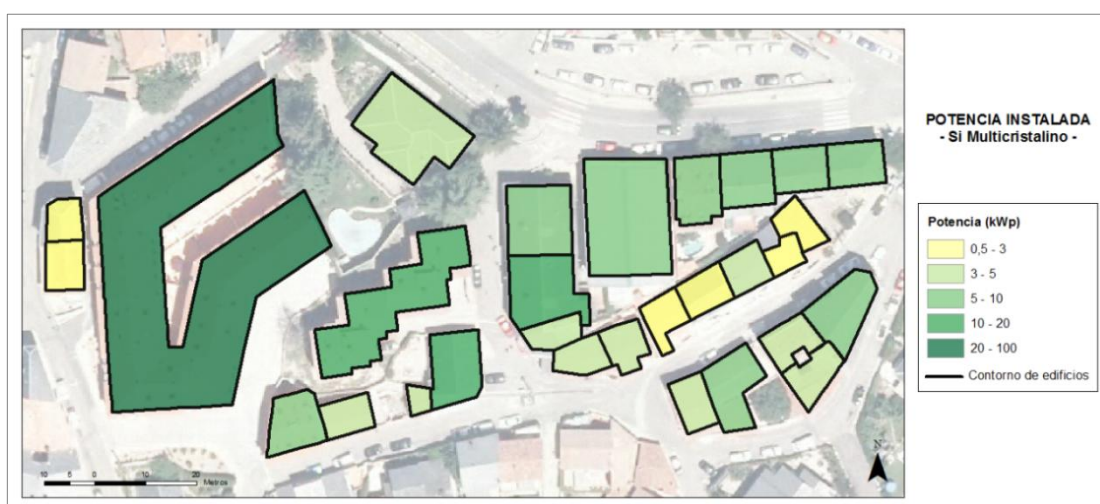 POTENCIA INSTALADA
- Si Multicristalino -
Potencia (kWp)
0,5 - 3
3 - 5
5 - 10
10 - 20
20 - 100
Contorno de edificios
N
10 5 0 10 20
Metros